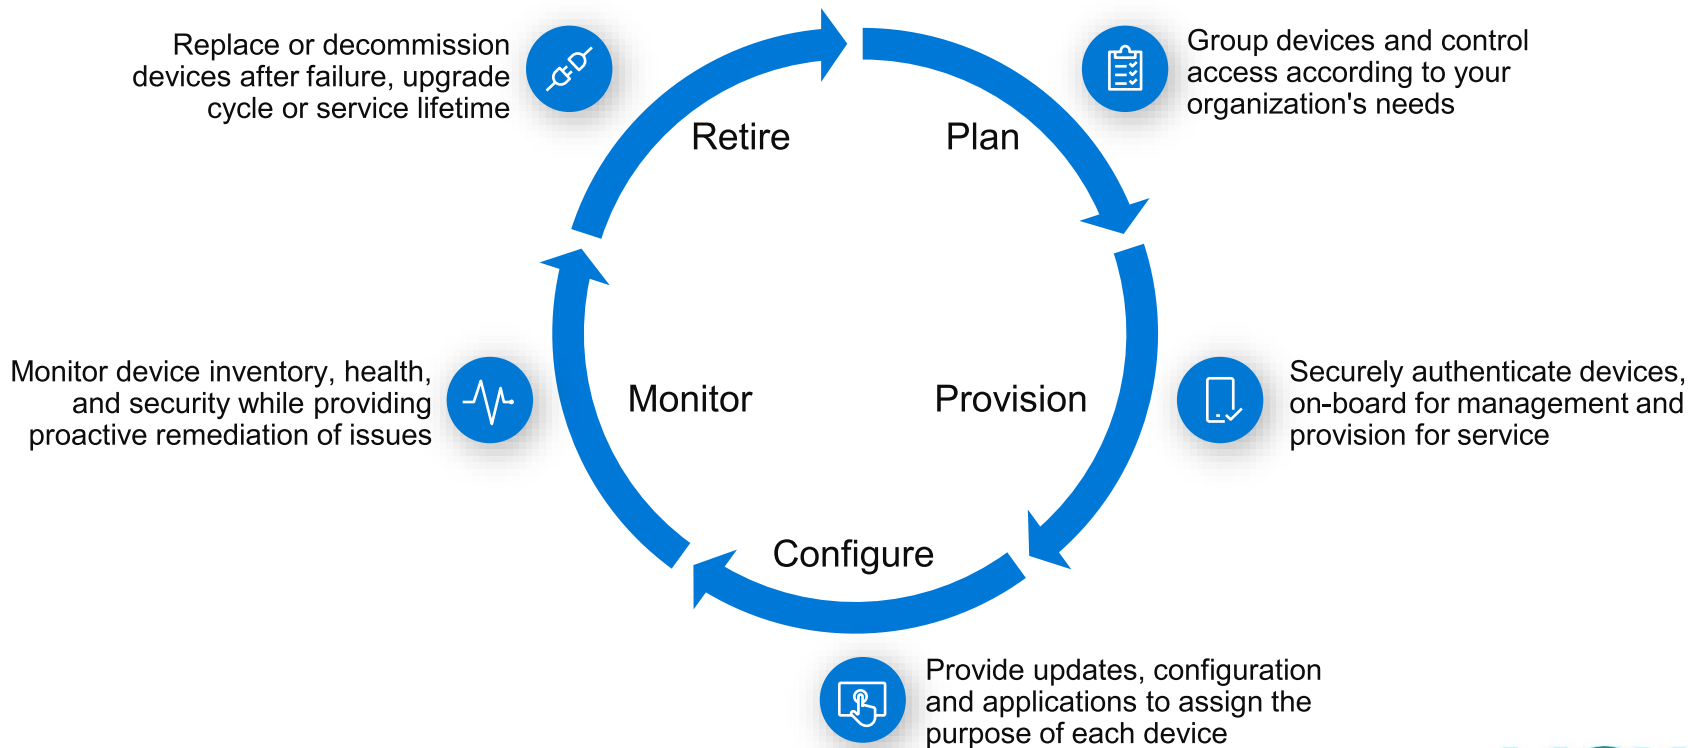 Replace or decommission
devices after failure, upgrade
cycle or service lifetime
Group devices and control
access according to your
organization's needs
Retire
Plan
Monitor device inventory, health,
and security while providing
proactive remediation of issues
Monitor
Provision
Securely authenticate devices,
on-board for management and
provision for service
Configure
Provide updates, configuration
and applications to assign the
purpose of each device